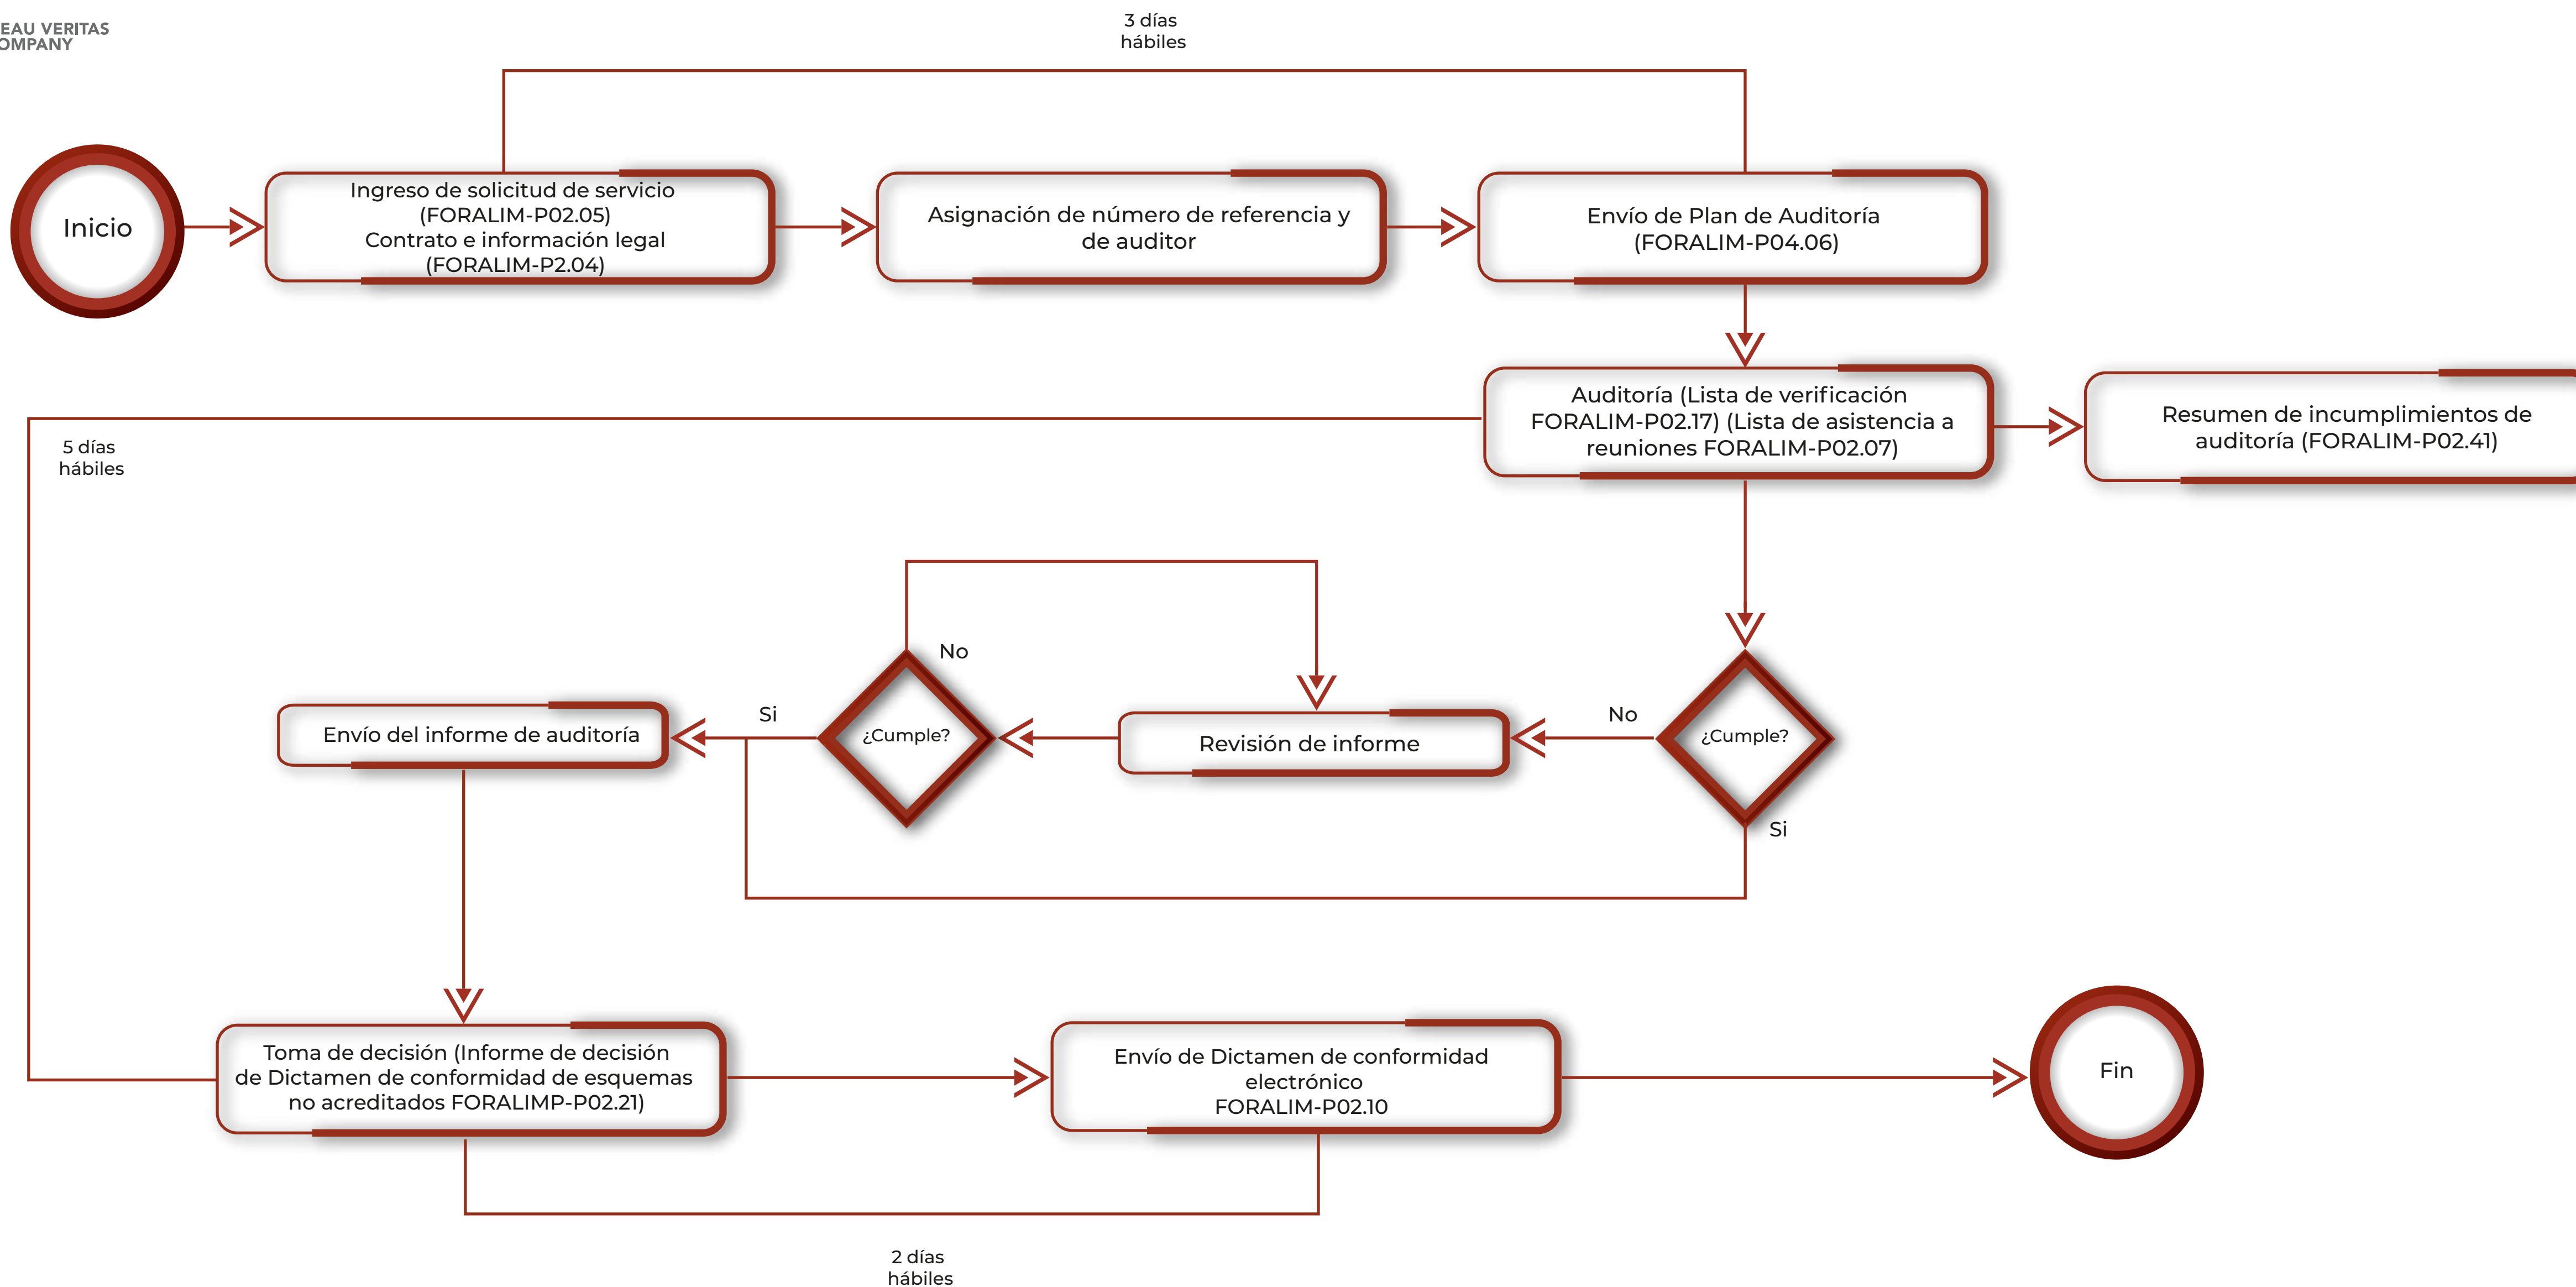 EAU VERITAS
OMPANY
3 días
hábiles
Inicio
Ingreso de solicitud de servicio
(FORALIM-P02.05)
Contrato e información legal
(FORALIM-P2.04)
Asignación de número de referencia y
de auditor
Envío de Plan de Auditoría
(FORALIM-P04.06)
Auditoría (Lista de verificación
FORALIM-P02.17) (Lista de asistencia a
reuniones FORALIM-P02.07)
Resumen de incumplimientos de
auditoría (FORALIM-P02.41)
5 días
hábiles
No
Si
No
Envío del informe de auditoría
¿Cumple?
Revisión de informe
¿Cumple?
Si
Toma de decisión (Informe de decisión
de Dictamen de conformidad de esquemas
no acreditados FORALIMP-P02.21)
Envío de Dictamen de conformidad
electrónico
FORALIM-P02.10
Fin
2 días
hábiles